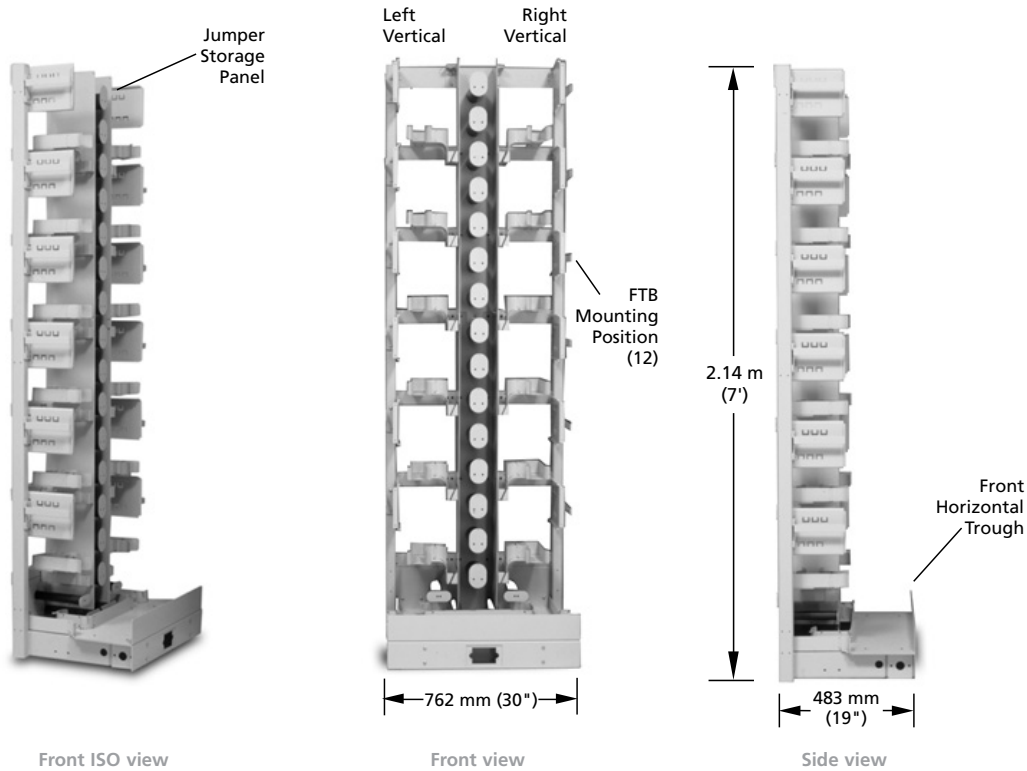 Jumper
Storage
Panel
Left
Vertical
Right
Vertical
FTB
Mounting
Position
(12)
2.14 m
(7')
Front
Horizontal
Trough
762 mm (30")
483 mm
(19")
Front ISO view
Front view
Side view